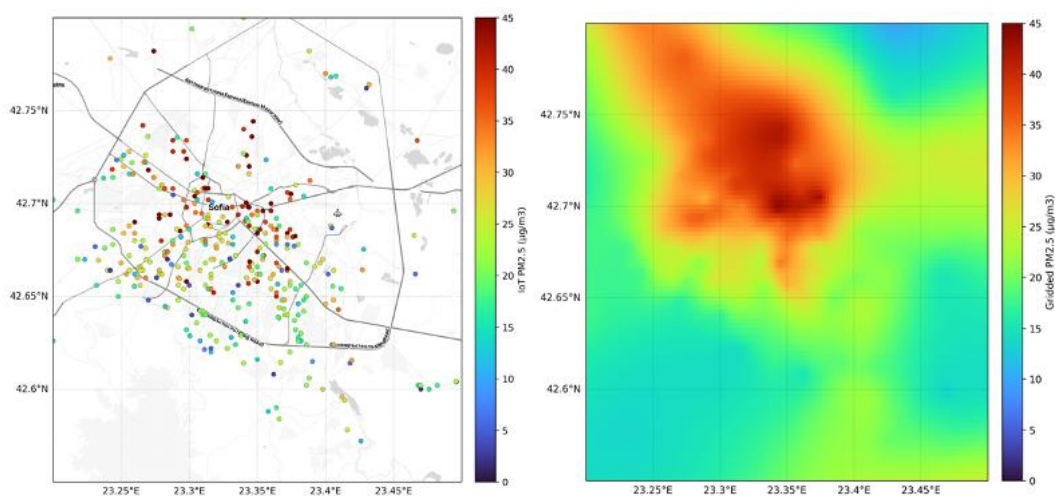 45
40
35
30
25
20
15
10
5
0
IoT PM2.5 (µg/m3)
42.75°N
42.7°N
42.65°N
42.6°N
Sofia
23.25°E
23.3°E
23.35°E
23.4°E
23.45°E
45
40
35
30
25
20
15
10
5
0
Gridded PM2.5 (µg/m3)
42.75°N
42.7°N
42.65°N
42.6°N
23.25°E
23.3°E
23.35°E
23.4°E
23.45°E